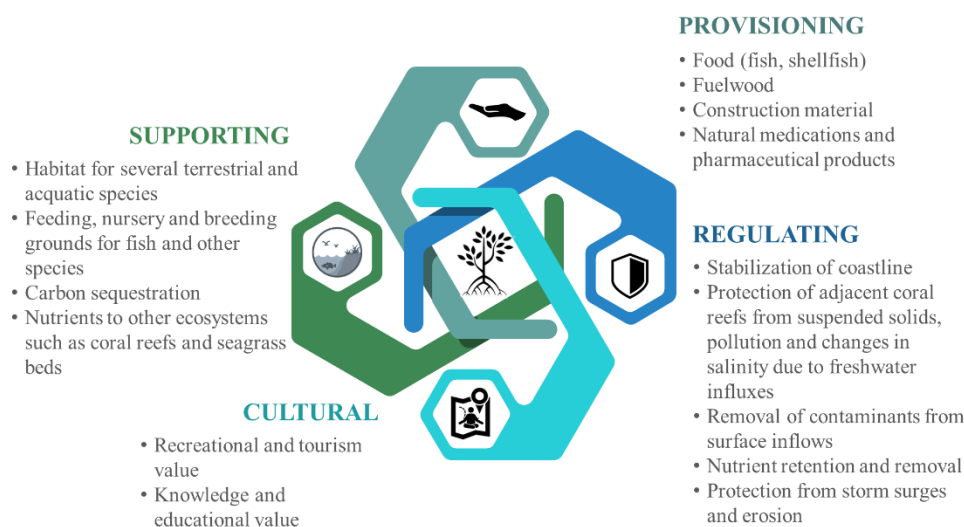 PROVISIONING
• Food (fish, shellfish)
• Fuelwood
• Construction material
• Natural medications and
pharmaceutical products
SUPPORTING
• Habitat for several terrestrial and
acquatic species
• Feeding, nursery and breeding
grounds for fish and other
species
• Carbon sequestration
• Nutrients to other ecosystems
such as coral reefs and seagrass
beds
REGULATING
• Stabilization of coastline
• Protection of adjacent coral
reefs from suspended solids,
pollution and changes in
salinity due to freshwater
influxes
• Removal of contaminants from
surface inflows
• Nutrient retention and removal
• Protection from storm surges
and erosion
CULTURAL
• Recreational and tourism
value
• Knowledge and
educational value